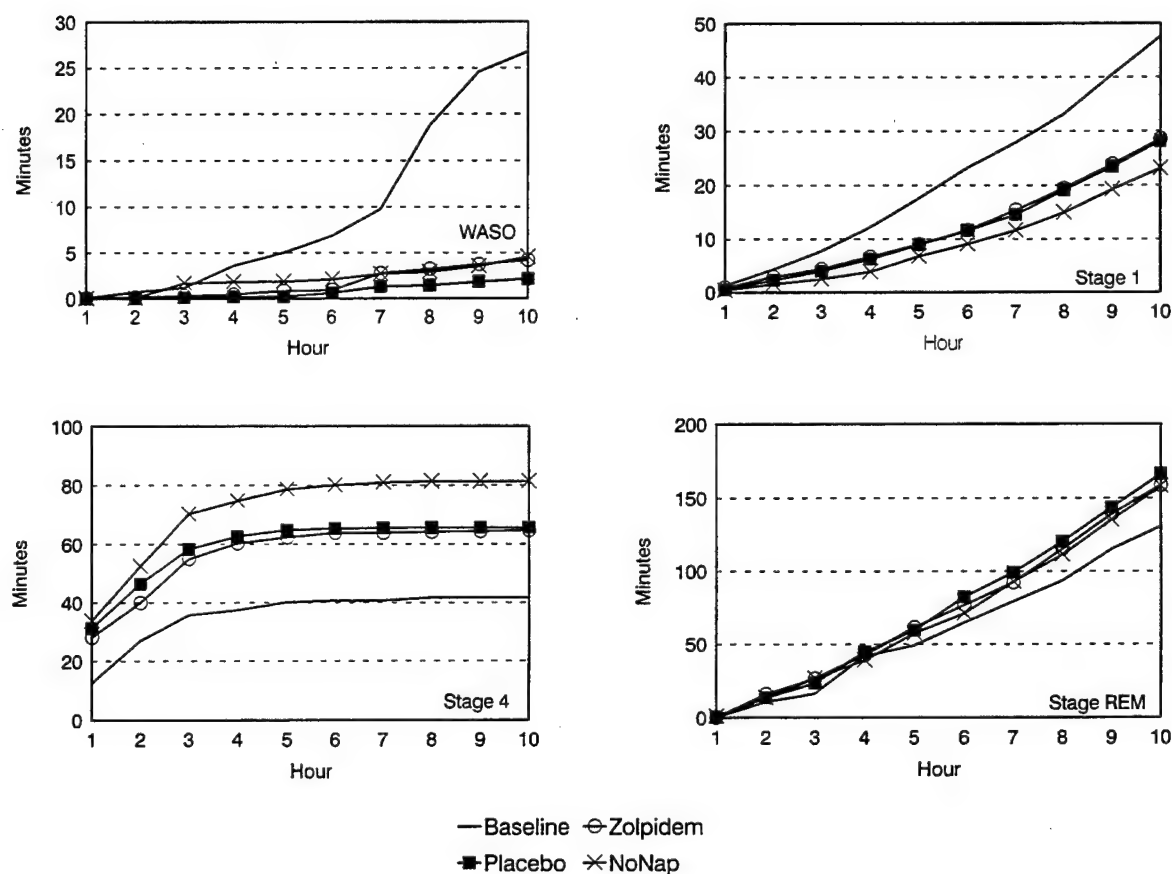 30
25
20
15
10
5
0
Minutes
WASO
1 2 3 4 5 6 7 8 9 10
Hour
50
40
30
20
10
0
Minutes
Stage 1
1 2 3 4 5 6 7 8 9 10
Hour
100
80
60
40
20
0
Minutes
Stage 4
1 2 3 4 5 6 7 8 9 10
Hour
200
150
100
50
0
Minutes
Stage REM
1 2 3 4 5 6 7 8 9 10
Hour
Baseline Zolpidem
Placebo NoNap